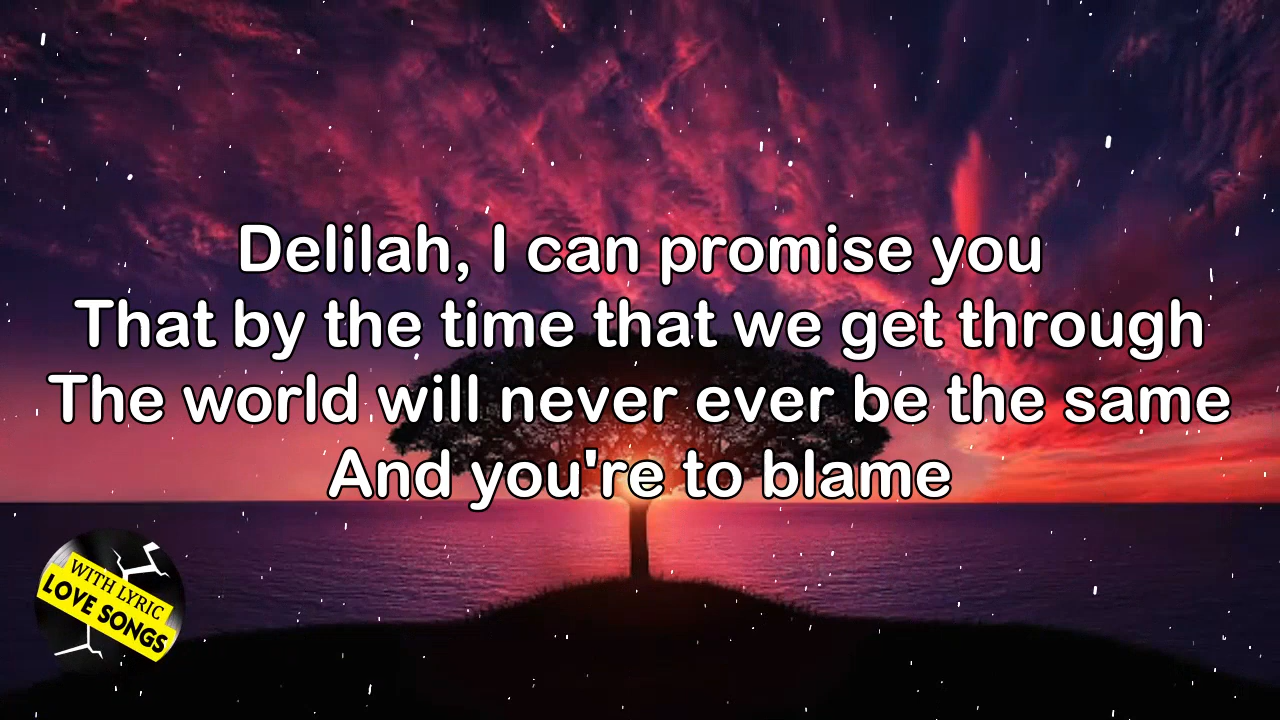 Delilah, I can promise you
That by the time that we get through
The world will never ever be the same
And you're to blame
WITH LYRIC
LOVE SONGS